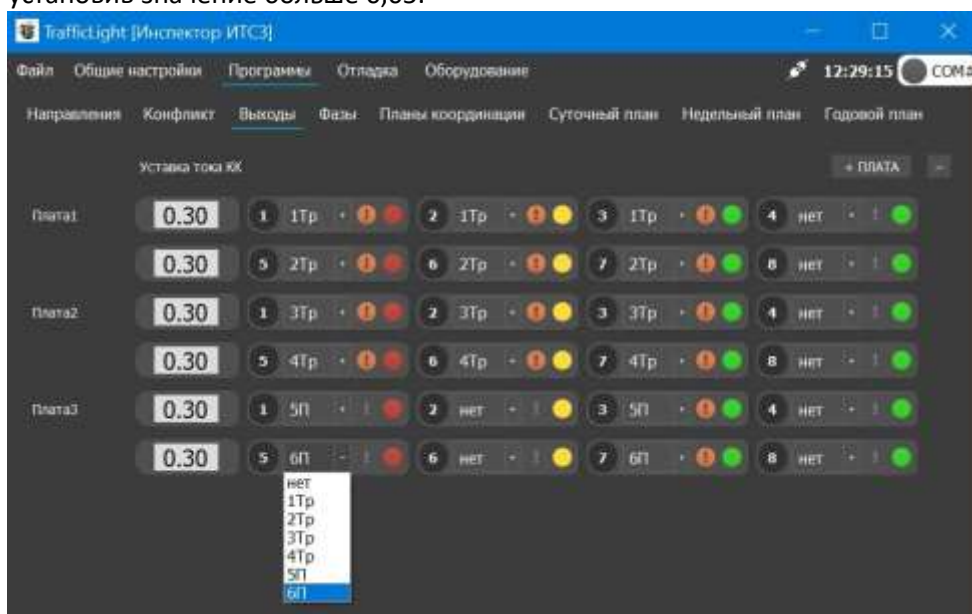 установив значение больше 0,05.
TrafficLight [Инспектор ИТС3]
Файл Общие настройки Программы Отладка Оборудование 12:29:15 COM4
Направления Конфликт Выходы Фазы Планы координации Суточный план Недельный план Годовой план
Уставка тока КК + ПЛАТА -
Плата1 0.30 1 1Тр 2 1Тр 3 1Тр 4 нет
0.30 5 2Тр 6 2Тр 7 2Тр 8 нет
Плата2 0.30 1 3Тр 2 3Тр 3 3Тр 4 нет
0.30 5 4Тр 6 4Тр 7 4Тр 8 нет
Плата3 0.30 1 5П 2 нет 3 5П 4 нет
0.30 5 6П 6 нет 7 6П 8 нет
нет
1Тр
2Тр
3Тр
4Тр
5П
6П